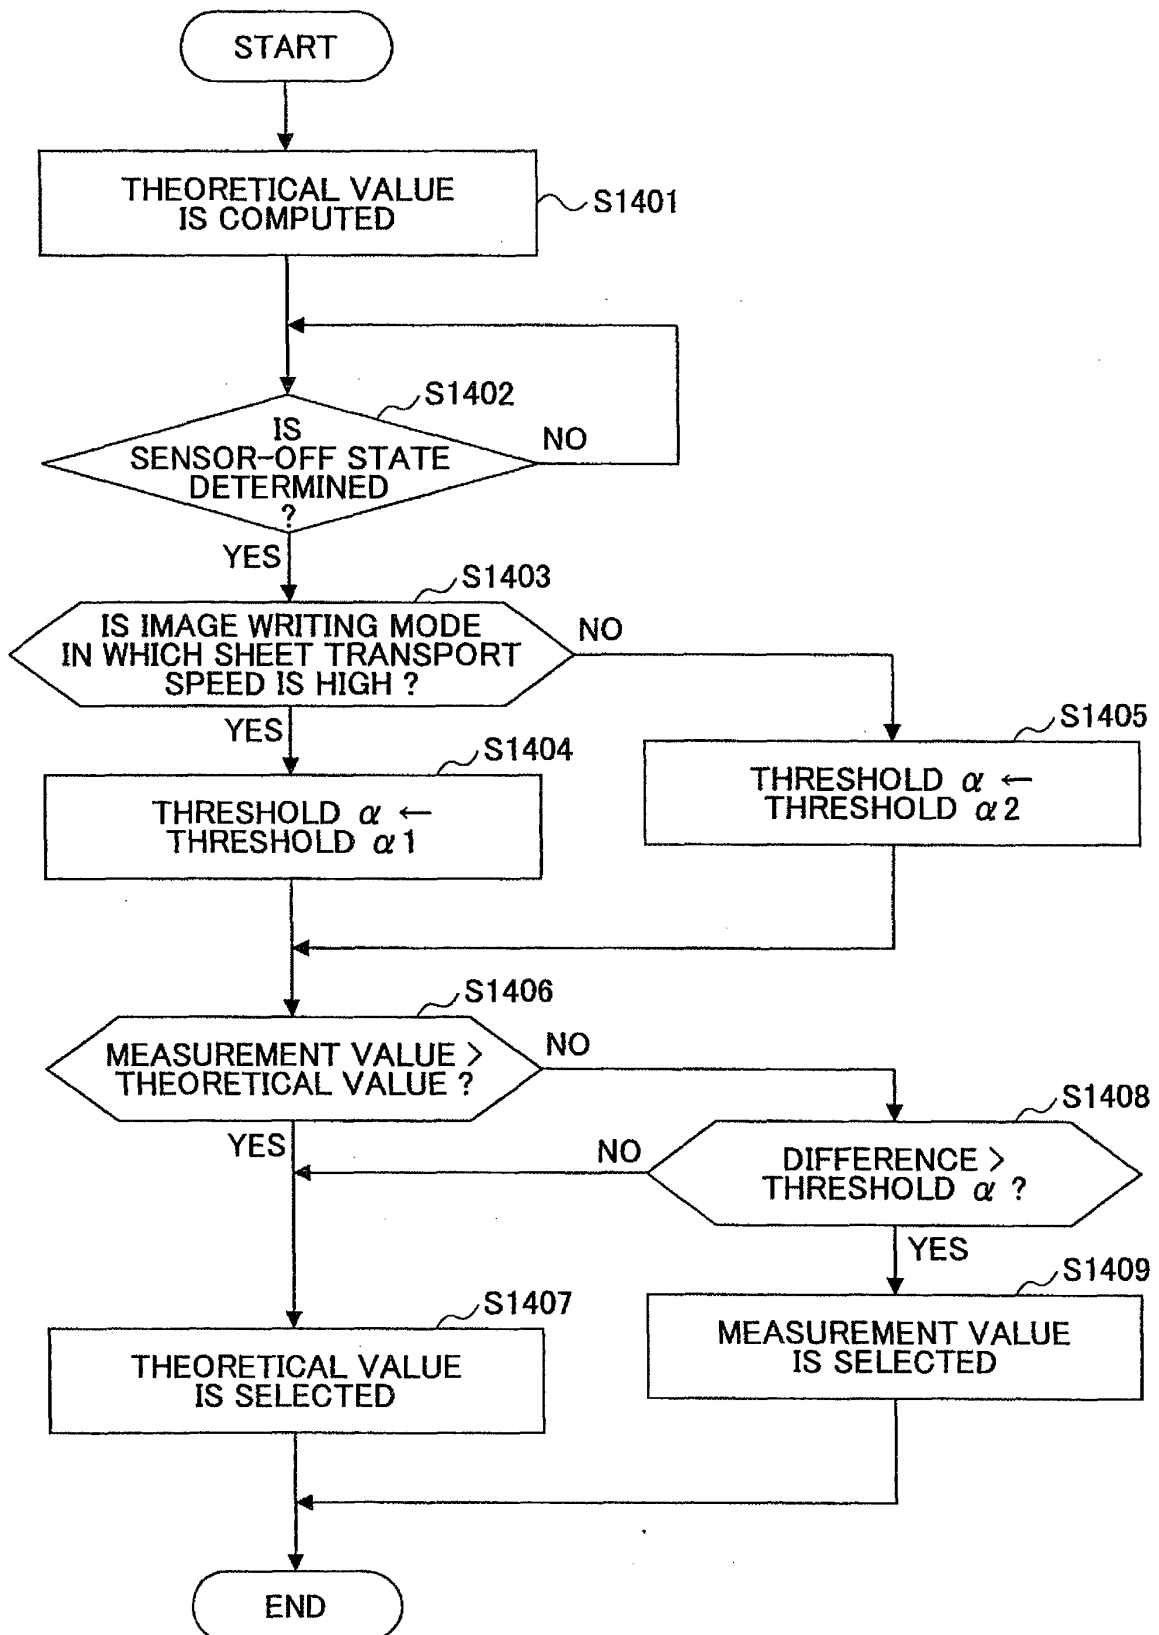 START
THEORETICAL VALUE
IS COMPUTED
S1401
S1402
IS
SENSOR-OFF STATE
DETERMINED
?
NO
YES
S1403
IS IMAGE WRITING MODE
IN WHICH SHEET TRANSPORT
SPEED IS HIGH ?
NO
YES
S1404
THRESHOLD α ←
THRESHOLD α1
S1405
THRESHOLD α ←
THRESHOLD α2
S1406
MEASUREMENT VALUE >
THEORETICAL VALUE ?
NO
YES
S1408
DIFFERENCE >
THRESHOLD α ?
NO
YES
S1407
THEORETICAL VALUE
IS SELECTED
S1409
MEASUREMENT VALUE
IS SELECTED
END